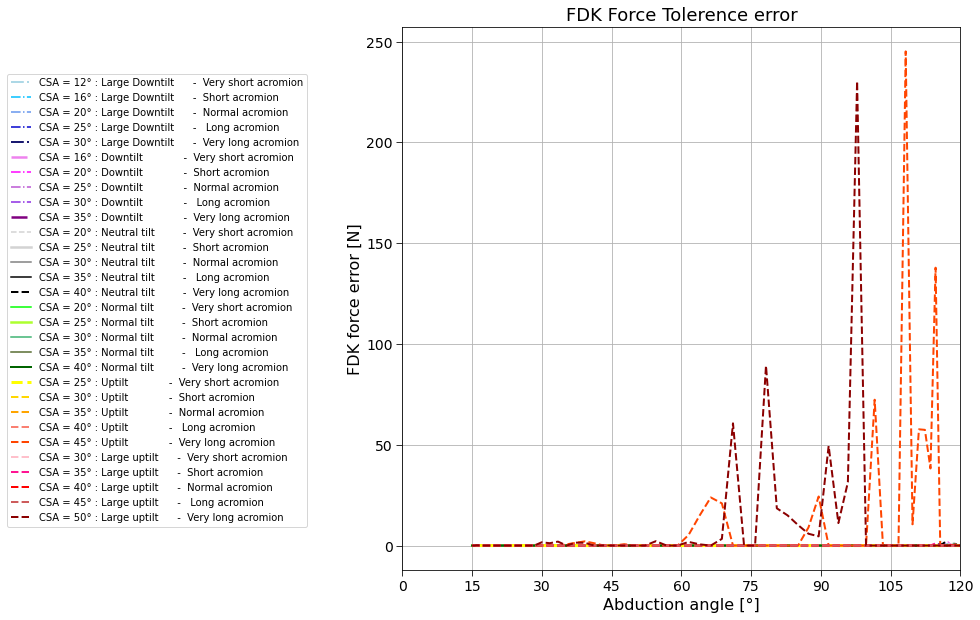 FDK Force Tolerence error
CSA = 12° : Large Downtilt - Very short acromion
CSA = 16° : Large Downtilt - Short acromion
CSA = 20° : Large Downtilt - Normal acromion
CSA = 25° : Large Downtilt - Long acromion
CSA = 30° : Large Downtilt - Very long acromion
CSA = 16° : Downtilt - Very short acromion
CSA = 20° : Downtilt - Short acromion
CSA = 25° : Downtilt - Normal acromion
CSA = 30° : Downtilt - Long acromion
CSA = 35° : Downtilt - Very long acromion
CSA = 20° : Neutral tilt - Very short acromion
CSA = 25° : Neutral tilt - Short acromion
CSA = 30° : Neutral tilt - Normal acromion
CSA = 35° : Neutral tilt - Long acromion
CSA = 40° : Neutral tilt - Very long acromion
CSA = 20° : Normal tilt - Very short acromion
CSA = 25° : Normal tilt - Short acromion
CSA = 30° : Normal tilt - Normal acromion
CSA = 35° : Normal tilt - Long acromion
CSA = 40° : Normal tilt - Very long acromion
CSA = 25° : Uptilt - Very short acromion
CSA = 30° : Uptilt - Short acromion
CSA = 35° : Uptilt - Normal acromion
CSA = 40° : Uptilt - Long acromion
CSA = 45° : Uptilt - Very long acromion
CSA = 30° : Large uptilt - Very short acromion
CSA = 35° : Large uptilt - Short acromion
CSA = 40° : Large uptilt - Normal acromion
CSA = 45° : Large uptilt - Long acromion
CSA = 50° : Large uptilt - Very long acromion
FDK force error [N]
250
200
150
100
50
0
0 15 30 45 60 75 90 105 120
Abduction angle [°]